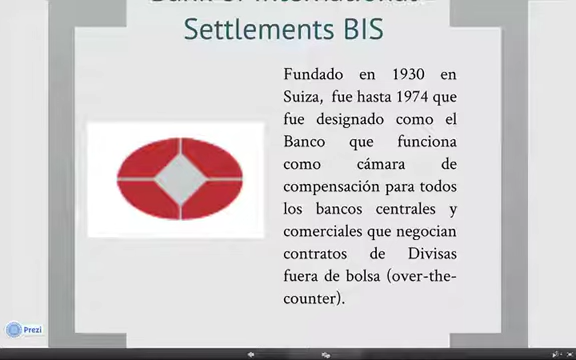 Settlements BIS
Fundado en 1930 en
Suiza, fue hasta 1974 que
fue designado como el
Banco que funciona
como cámara de
compensación para todos
los bancos centrales y
comerciales que negocian
contratos de Divisas
fuera de bolsa (over-the-
counter).
Prezi